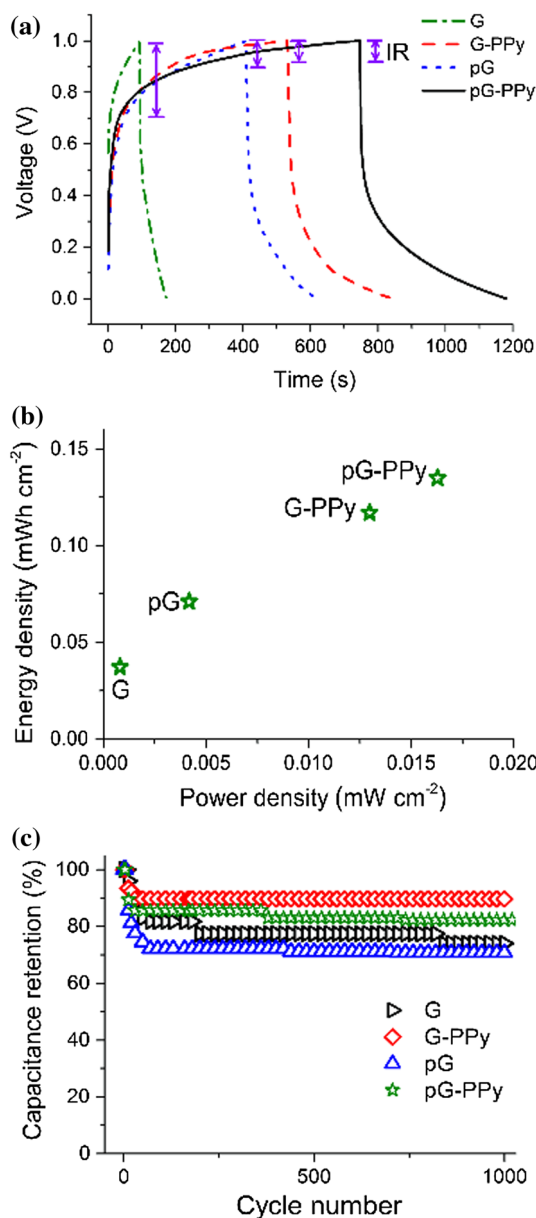 (a)
G
G-PPy
pG
pG-PPy
IR
1.0
0.8
0.6
0.4
0.2
0.0
Voltage (V)
0 200 400 600 800 1000 1200
Time (s)
(b)
0.15
0.10
0.05
0.00
Energy density (mWh cm-2)
pG-PPy
G-PPy
pG
G
0.000 0.005 0.010 0.015 0.020
Power density (mW cm-2)
(c)
100
80
60
40
20
0
Capacitance retention (%)
G
G-PPy
pG
pG-PPy
0 500 1000
Cycle number